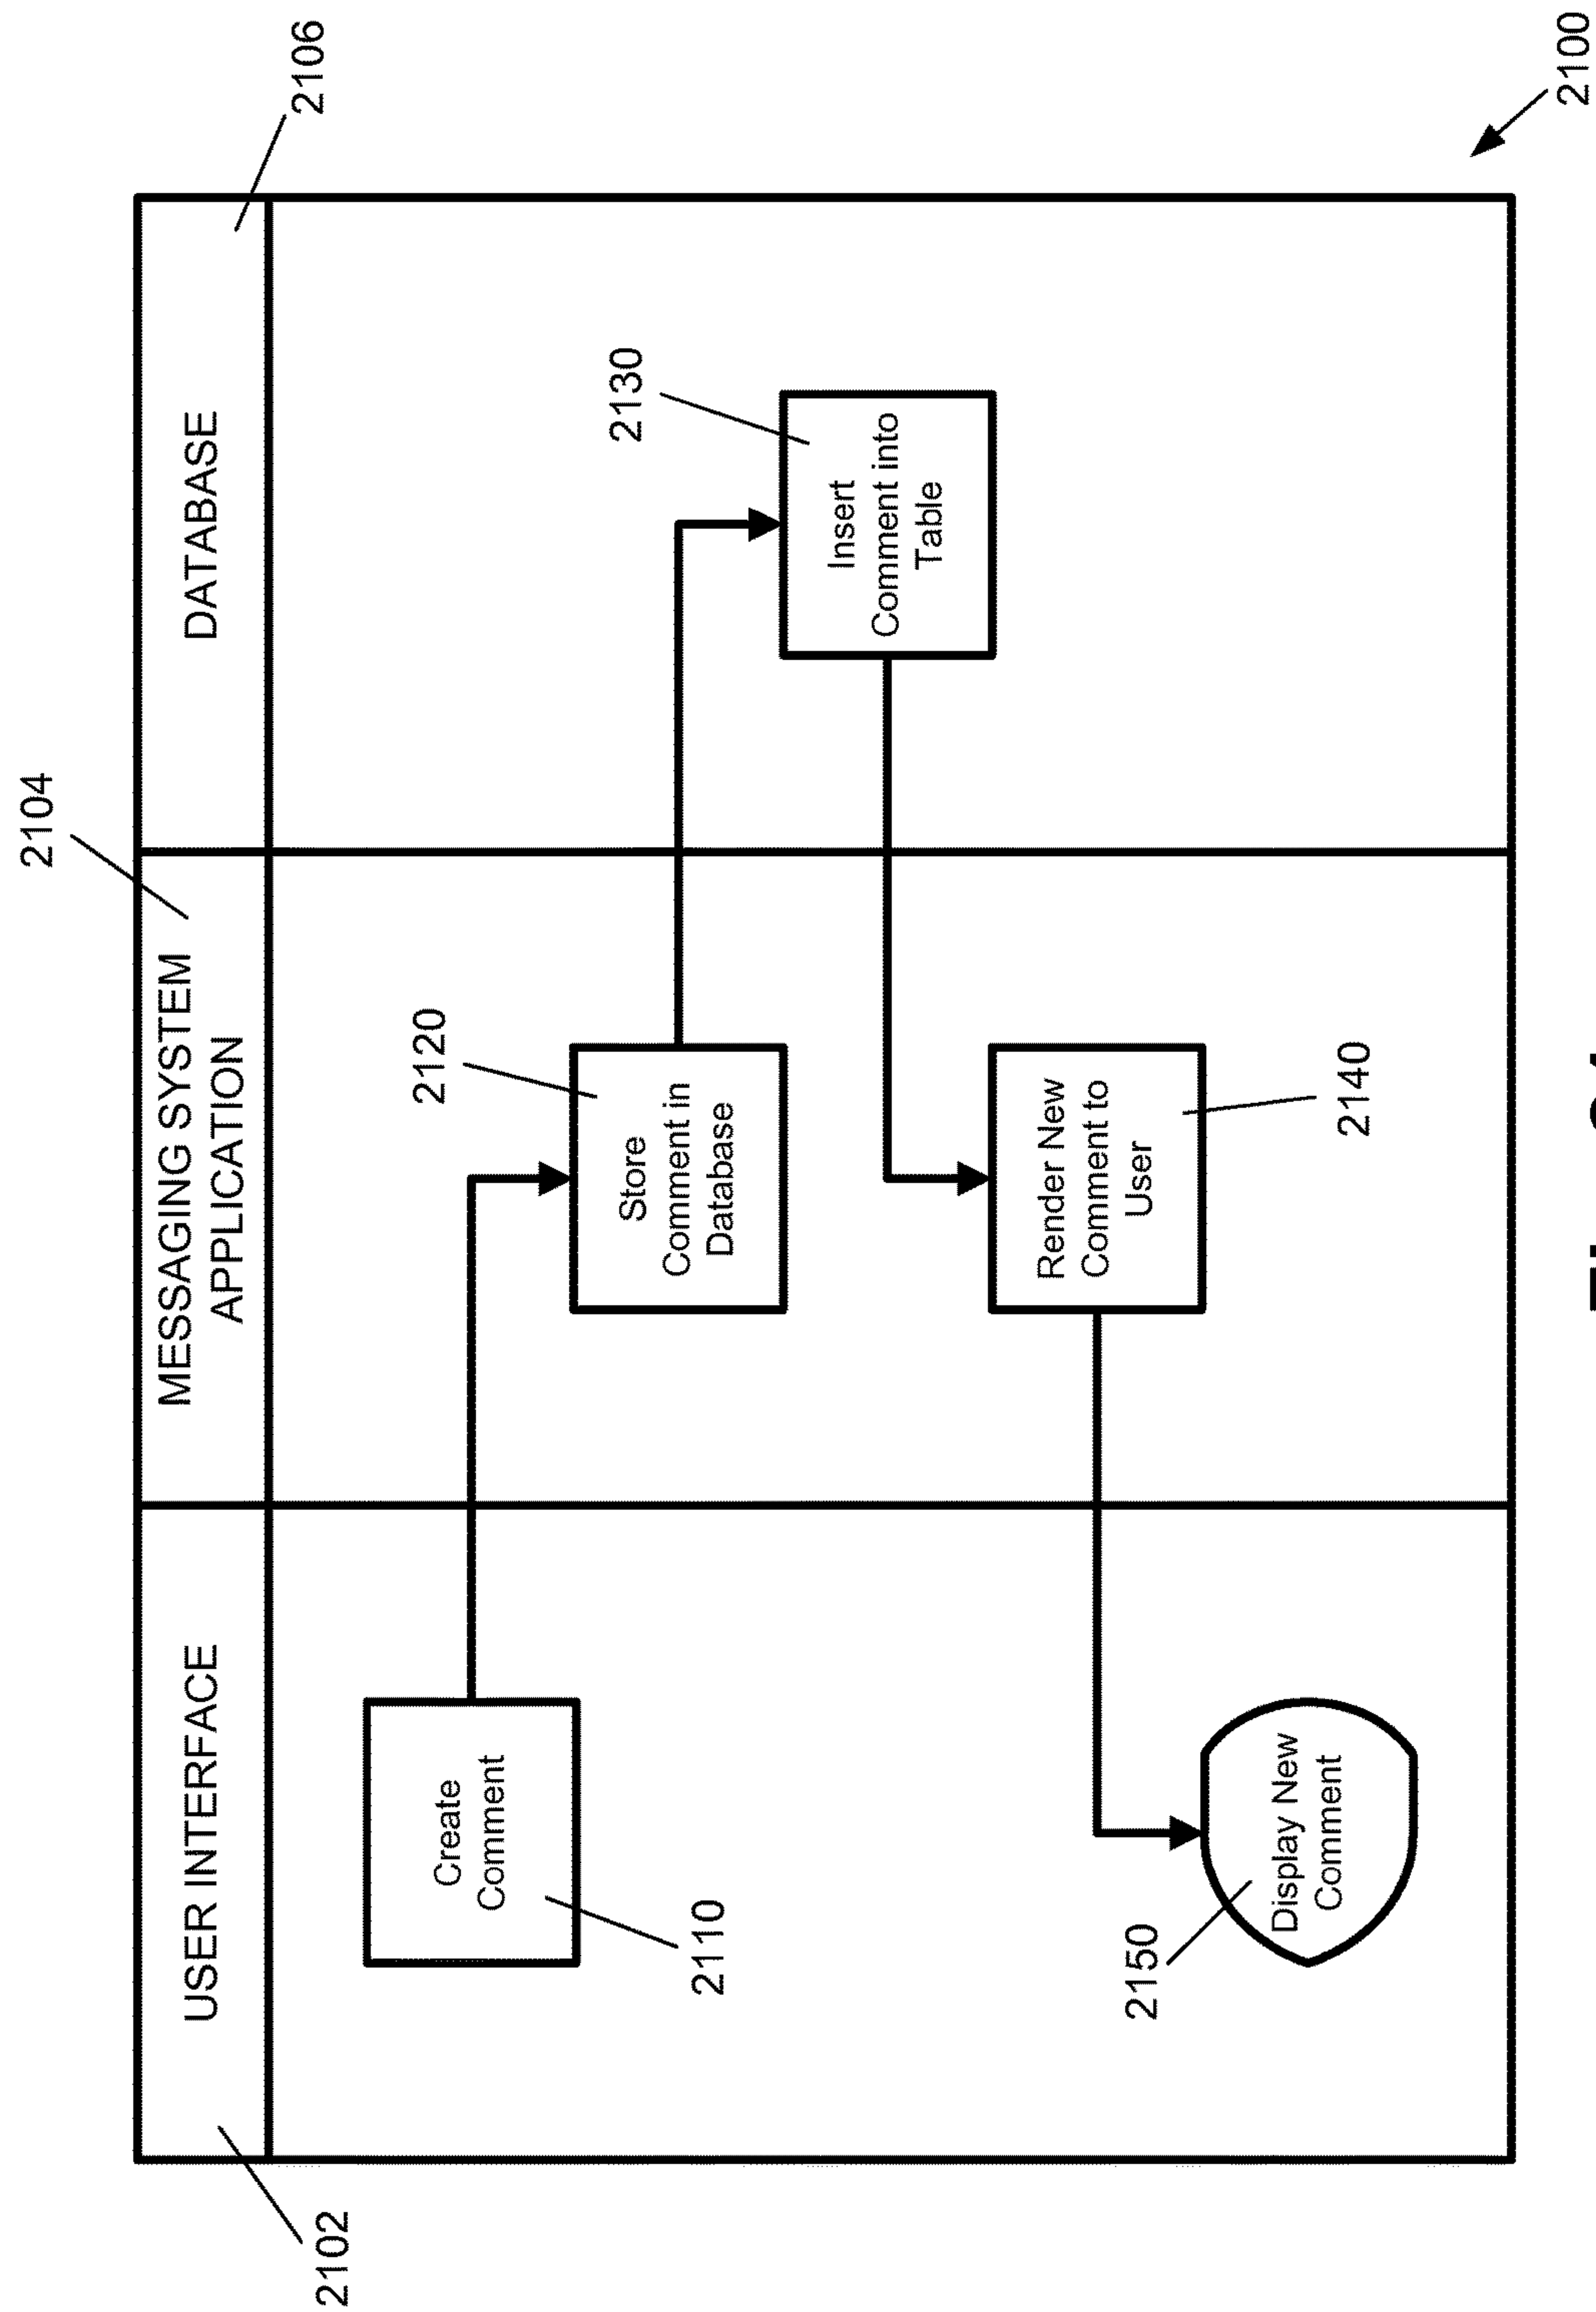 2102
2104
2106
USER INTERFACE
MESSAGING SYSTEM
APPLICATION
DATABASE
Create
Comment
2110
2120
Store
Comment in
Database
2130
Insert
Comment into
Table
Render New
Comment to
User
2140
2150
Display New
Comment
2100